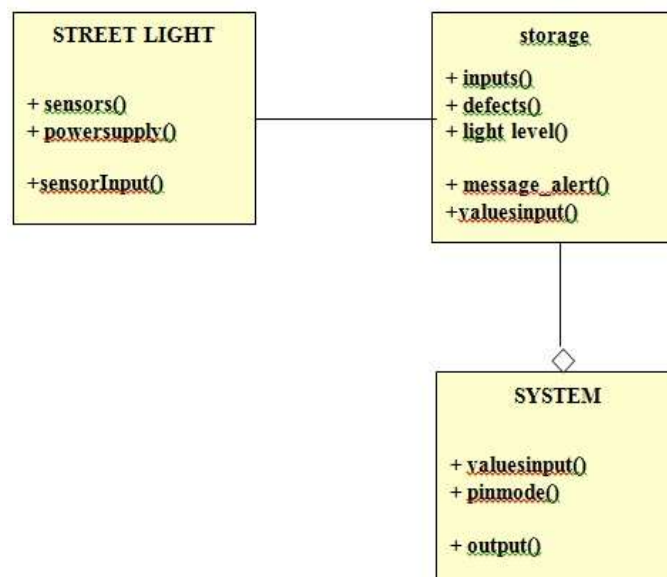 STREET LIGHT
+ sensors()
+ powersupply()
+sensorInput()
storage
+ inputs()
+ defects()
+ light level()
+ message_alert()
+valuesinput()
SYSTEM
+ valuesinput()
+ pinmode()
+ output()